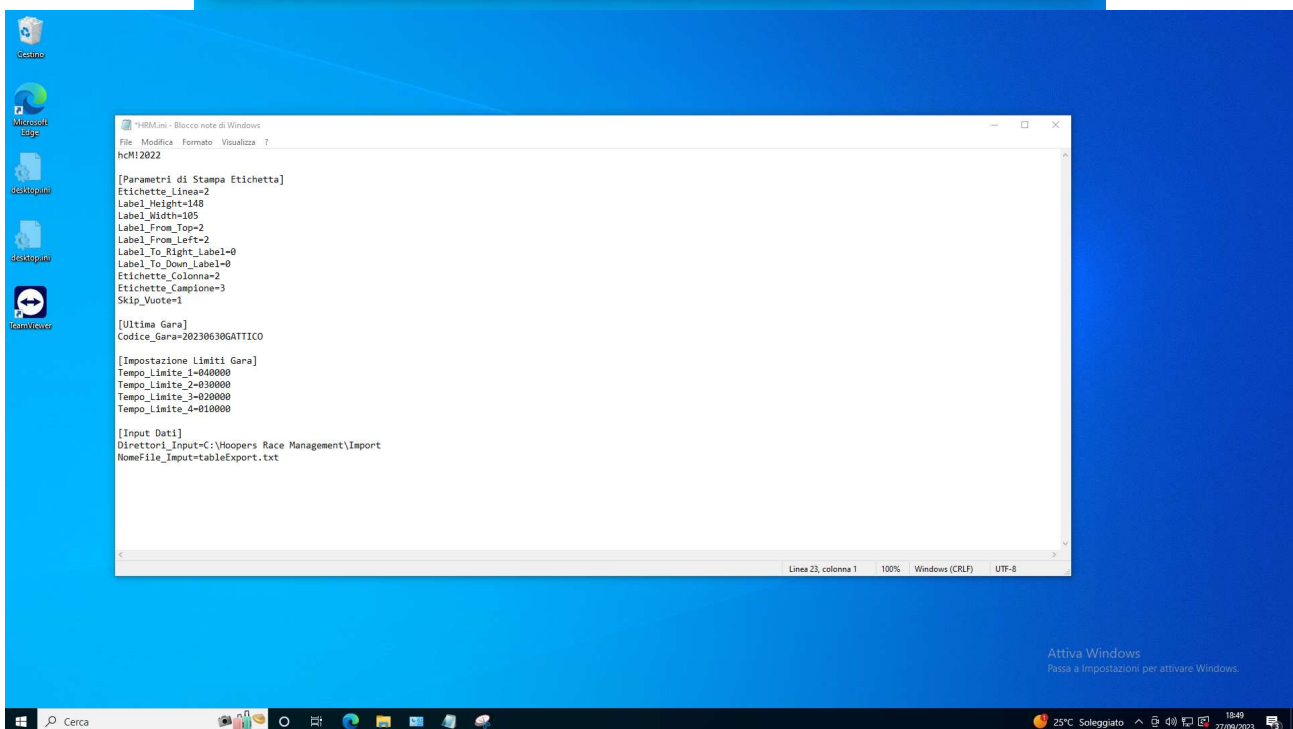 Cestino
Microsoft
Edge
desktop.ini
desktop.ini
TeamViewer
*HRM.ini - Blocco note di Windows
File Modifica Formato Visualizza ?
hcM!2022
[Parametri di Stampa Etichetta]
Etichette_Linea=2
Label_Height=148
Label_Width=105
Label_From_Top=2
Label_From_Left=2
Label_To_Right_Label=0
Label_To_Down_Label=0
Etichette_Colonna=2
Etichette_Campione=3
Skip_Vuote=1
[Ultima Gara]
Codice_Gara=20230630GATTICO
[Impostazione Limiti Gara]
Tempo_Limite_1=040000
Tempo_Limite_2=030000
Tempo_Limite_3=020000
Tempo_Limite_4=010000
[Input Dati]
Direttori_Input=C:\Hoopers Race Management\Import
NomeFile_Imput=tableExport.txt
Linea 23, colonna 1 100% Windows (CRLF) UTF-8
Attiva Windows
Passa a Impostazioni per attivare Windows.
Cerca
25°C Soleggiato
18:49
27/09/2023
3